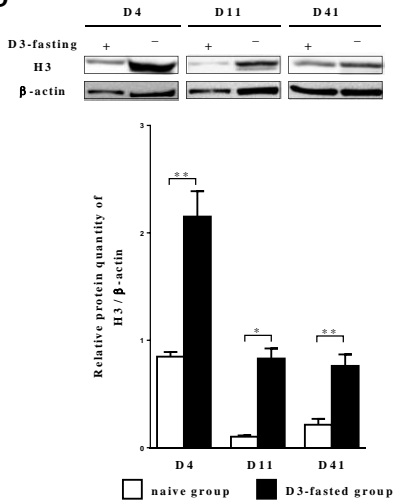 D4 D11 D41
D3-fasting + – + – + –
H3
β-actin
3
2
1
0
Relative protein quantity of
H3 / β-actin
** * **
D4 D11 D41
naive group D3-fasted group